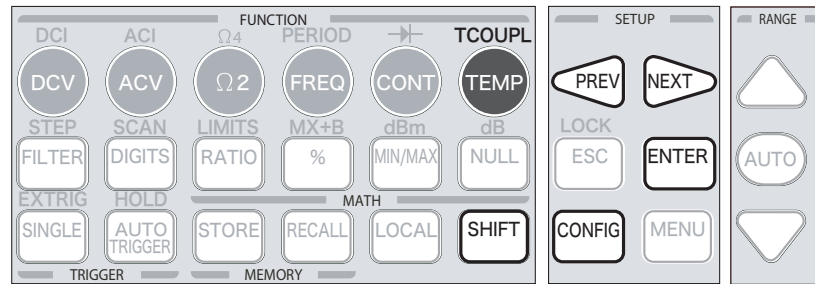 FUNCTION
DCI ACI Ω4 PERIOD TCOUPL
DCV ACV Ω2 FREQ CONT TEMP
STEP SCAN LIMITS MX+B dBm dB
FILTER DIGITS RATIO % MIN/MAX NULL
EXTRIG HOLD MATH
SINGLE AUTO TRIGGER STORE RECALL LOCAL SHIFT
TRIGGER MEMORY
SETUP
PREV NEXT
LOCK
ESC ENTER
CONFIG MENU
RANGE
AUTO